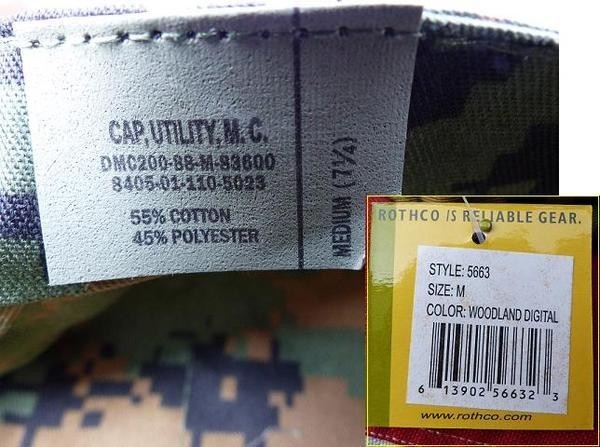 CAP, UTILITY, M. C.
DMC200-88-M-83600
8405-01-110-5023
55% COTTON
45% POLYESTER
MEDIUM (7¼)
ROTHCO IS RELIABLE GEAR.
STYLE: 5663
SIZE: M
COLOR: WOODLAND DIGITAL
6 13902 56632 3
www.rothco.com